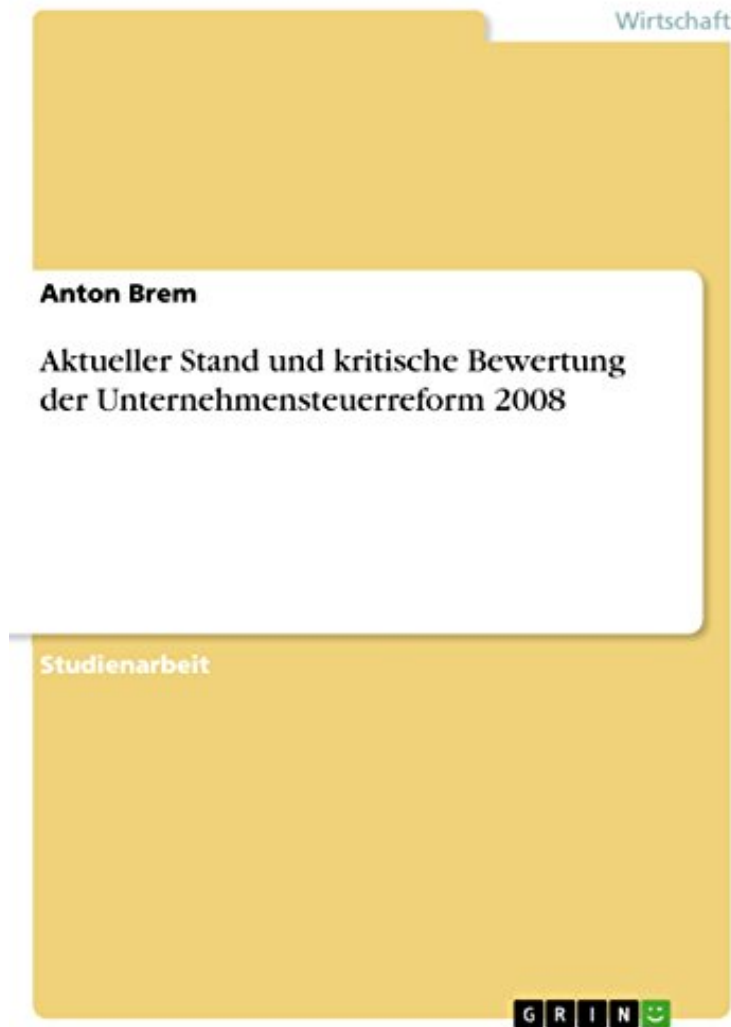 Wirtschaft
Anton Brem
Aktueller Stand und kritische Bewertung
der Unternehmensteuerreform 2008
Studienarbeit
GRIN